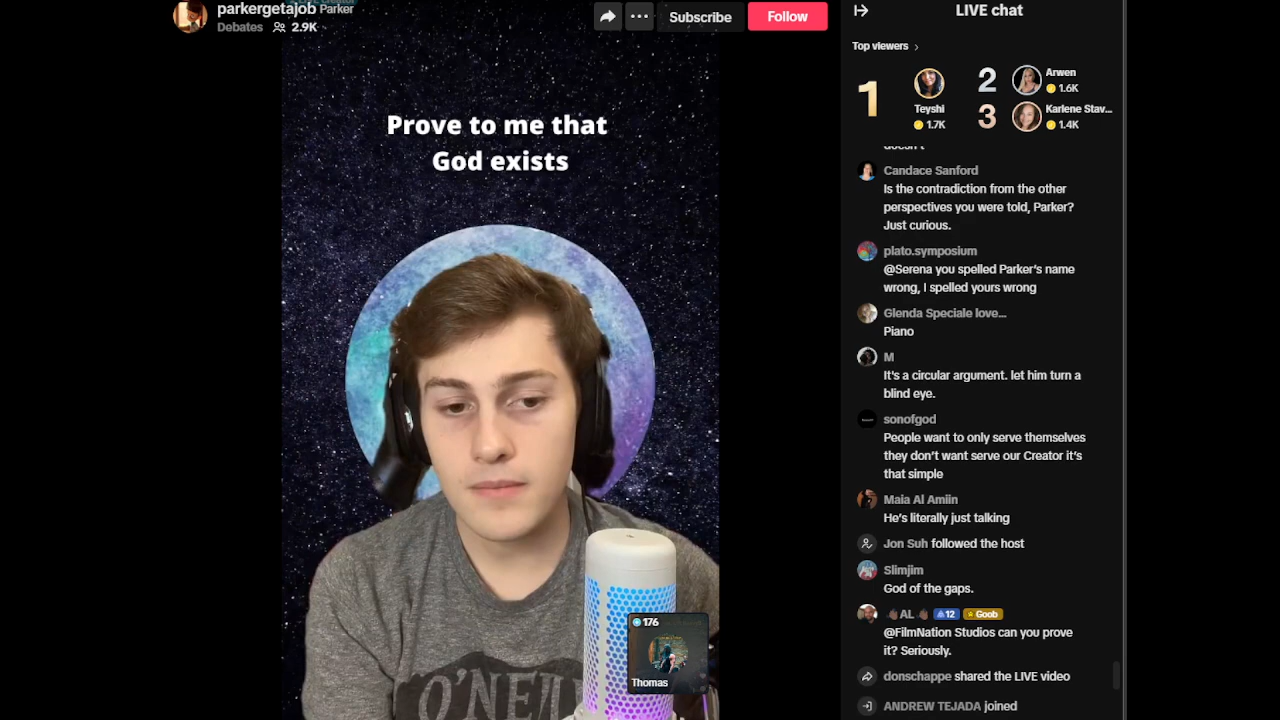 parkergetajob Parker
Debates 2.9K
Subscribe
Follow
Prove to me that
God exists
O'NEILL
176
Thomas
LIVE chat
Top viewers
1
Teyshi
1.7K
2
Arwen
1.6K
3
Karlene Stav...
1.4K
doesn't
Candace Sanford
Is the contradiction from the other
perspectives you were told, Parker?
Just curious.
plato.symposium
@Serena you spelled Parker's name
wrong, I spelled yours wrong
Glenda Speciale love...
Piano
M
It's a circular argument. let him turn a
blind eye.
sonofgod
People want to only serve themselves
they don't want serve our Creator it's
that simple
Maia Al Amiin
He's literally just talking
Jon Suh followed the host
Slimjim
God of the gaps.
AL 12 Goob
@FilmNation Studios can you prove
it? Seriously.
donschappe shared the LIVE video
ANDREW TEJADA joined